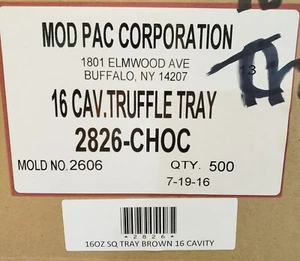 MOD PAC CORPORATION
1801 ELMWOOD AVE
BUFFALO, NY 14207
16 CAV.TRUFFLE TRAY
2826-CHOC
MOLD NO.2606 QTY. 500
7-19-16
*2826*
16OZ SQ TRAY BROWN 16 CAVITY